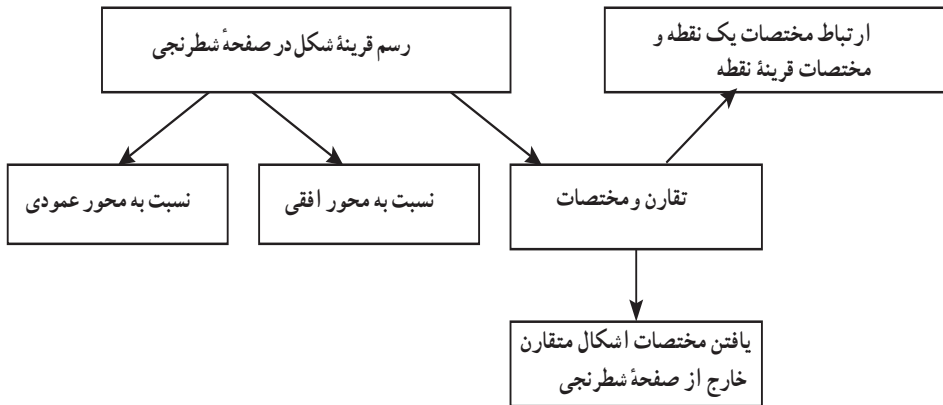 رسم قرینهٔ شکل در صفحهٔ شطرنجی
ارتباط مختصات یک نقطه و
مختصات قرینهٔ نقطه
تقارن و مختصات
نسبت به محور افقی
نسبت به محور عمودی
یافتن مختصات اشکال متقارن
خارج از صفحهٔ شطرنجی